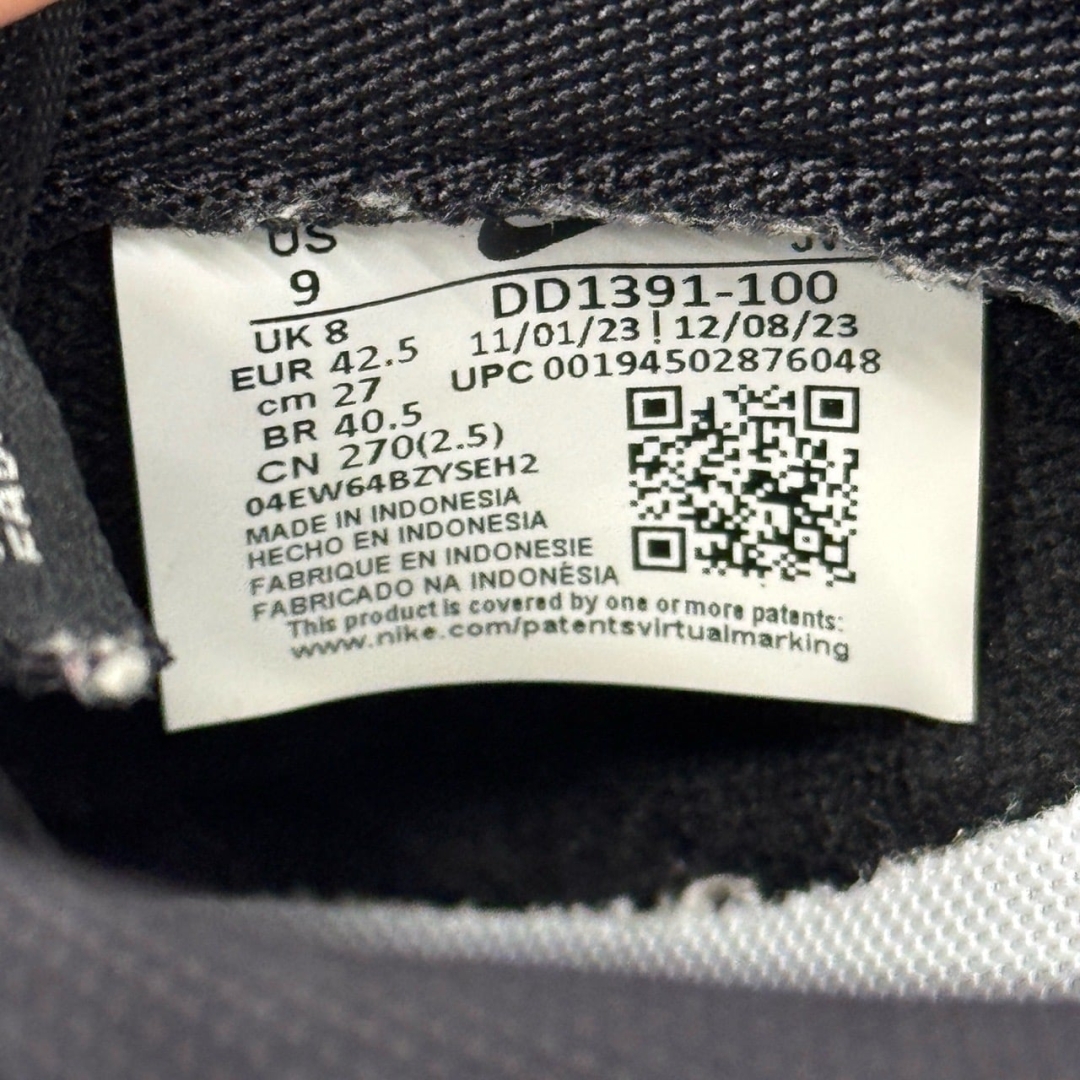 US
9
DD1391-100
11/01/23 ! 12/08/23
UPC 00194502876048
UK 8
EUR 42.5
cm 27
BR 40.5
CN 270(2.5)
04EW64BZYSEH2
MADE IN INDONESIA
HECHO EN INDONESIA
FABRIQUE EN INDONESIE
FABRICADO NA INDONÉSIA
This product is covered by one or more patents:
www.nike.com/patentsvirtualmarking